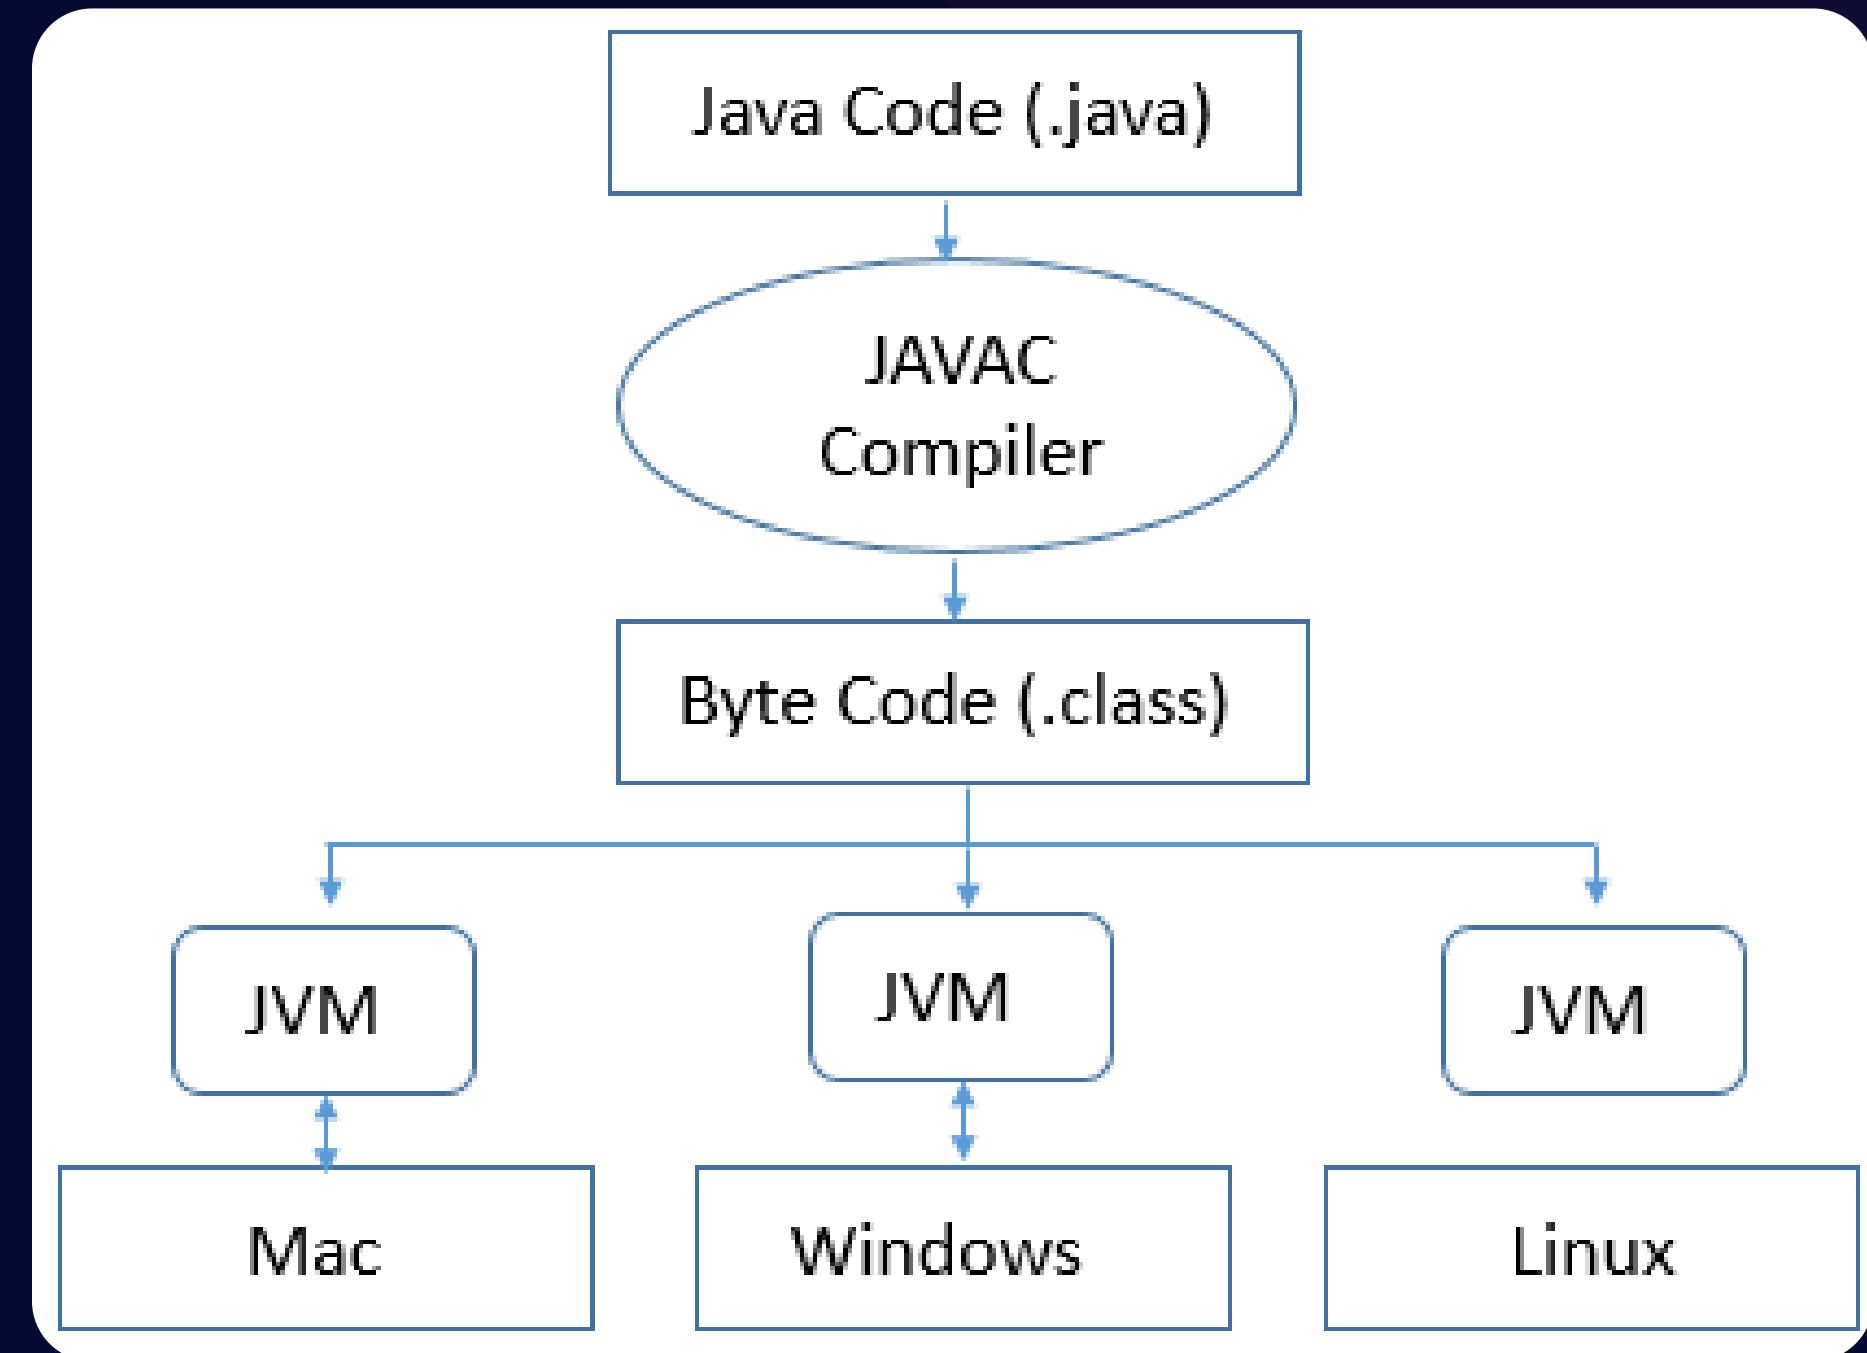 Java Code (.java)
JAVAC
Compiler
Byte Code (.class)
JVM
JVM
JVM
Mac
Windows
Linux